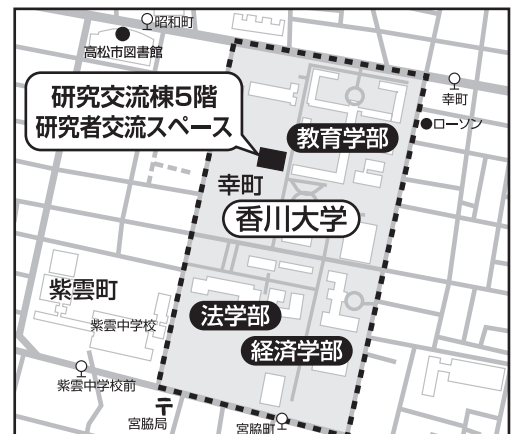 昭和町
高松市図書館
研究交流棟5階
研究者交流スペース
幸町
ローソン
教育学部
幸町
香川大学
紫雲町
紫雲中学校
法学部
経済学部
紫雲中学校前
宮脇局
宮脇町